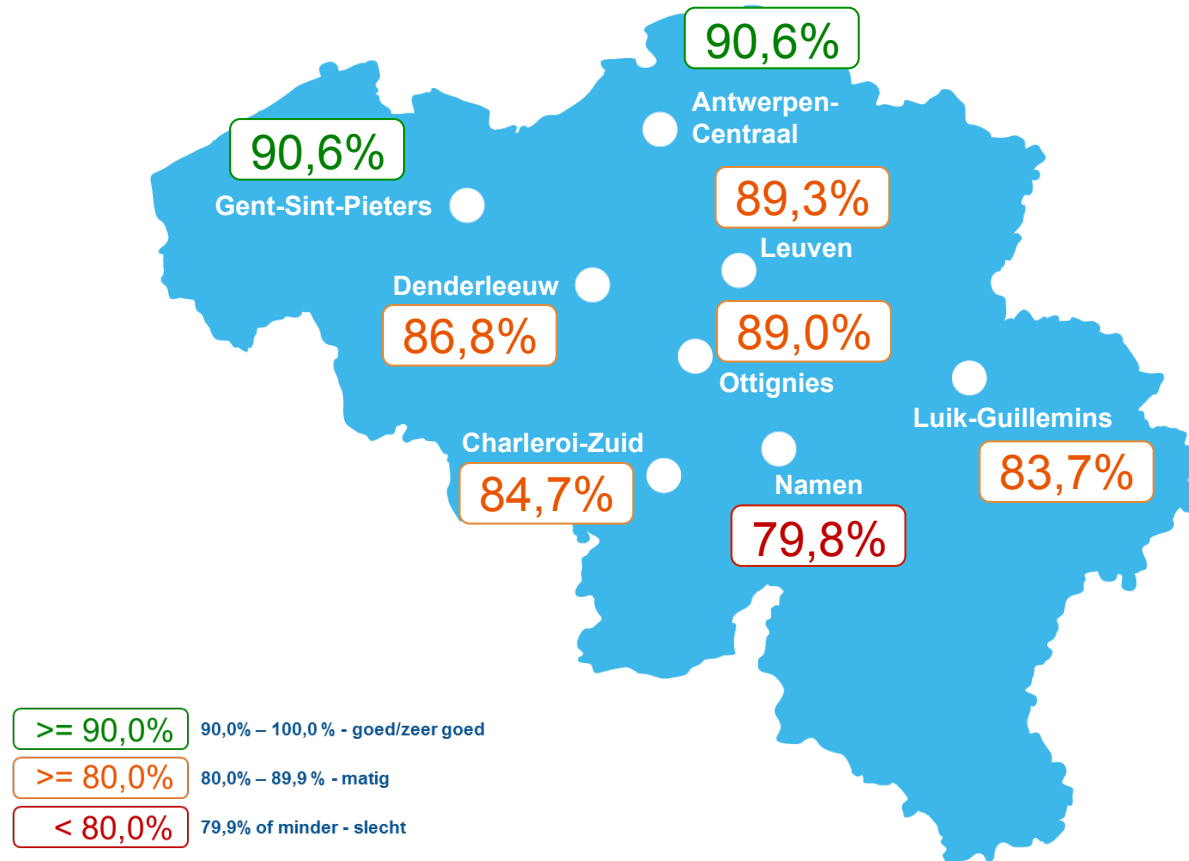 90,6%
Antwerpen-
Centraal
90,6%
Gent-Sint-Pieters
89,3%
Leuven
Denderleeuw
86,8%
89,0%
Ottignies
Luik-Guillemins
83,7%
Charleroi-Zuid
84,7%
Namen
79,8%
>= 90,0% 90,0% – 100,0 % - goed/zeer goed
>= 80,0% 80,0% – 89,9 % - matig
< 80,0% 79,9% of minder - slecht